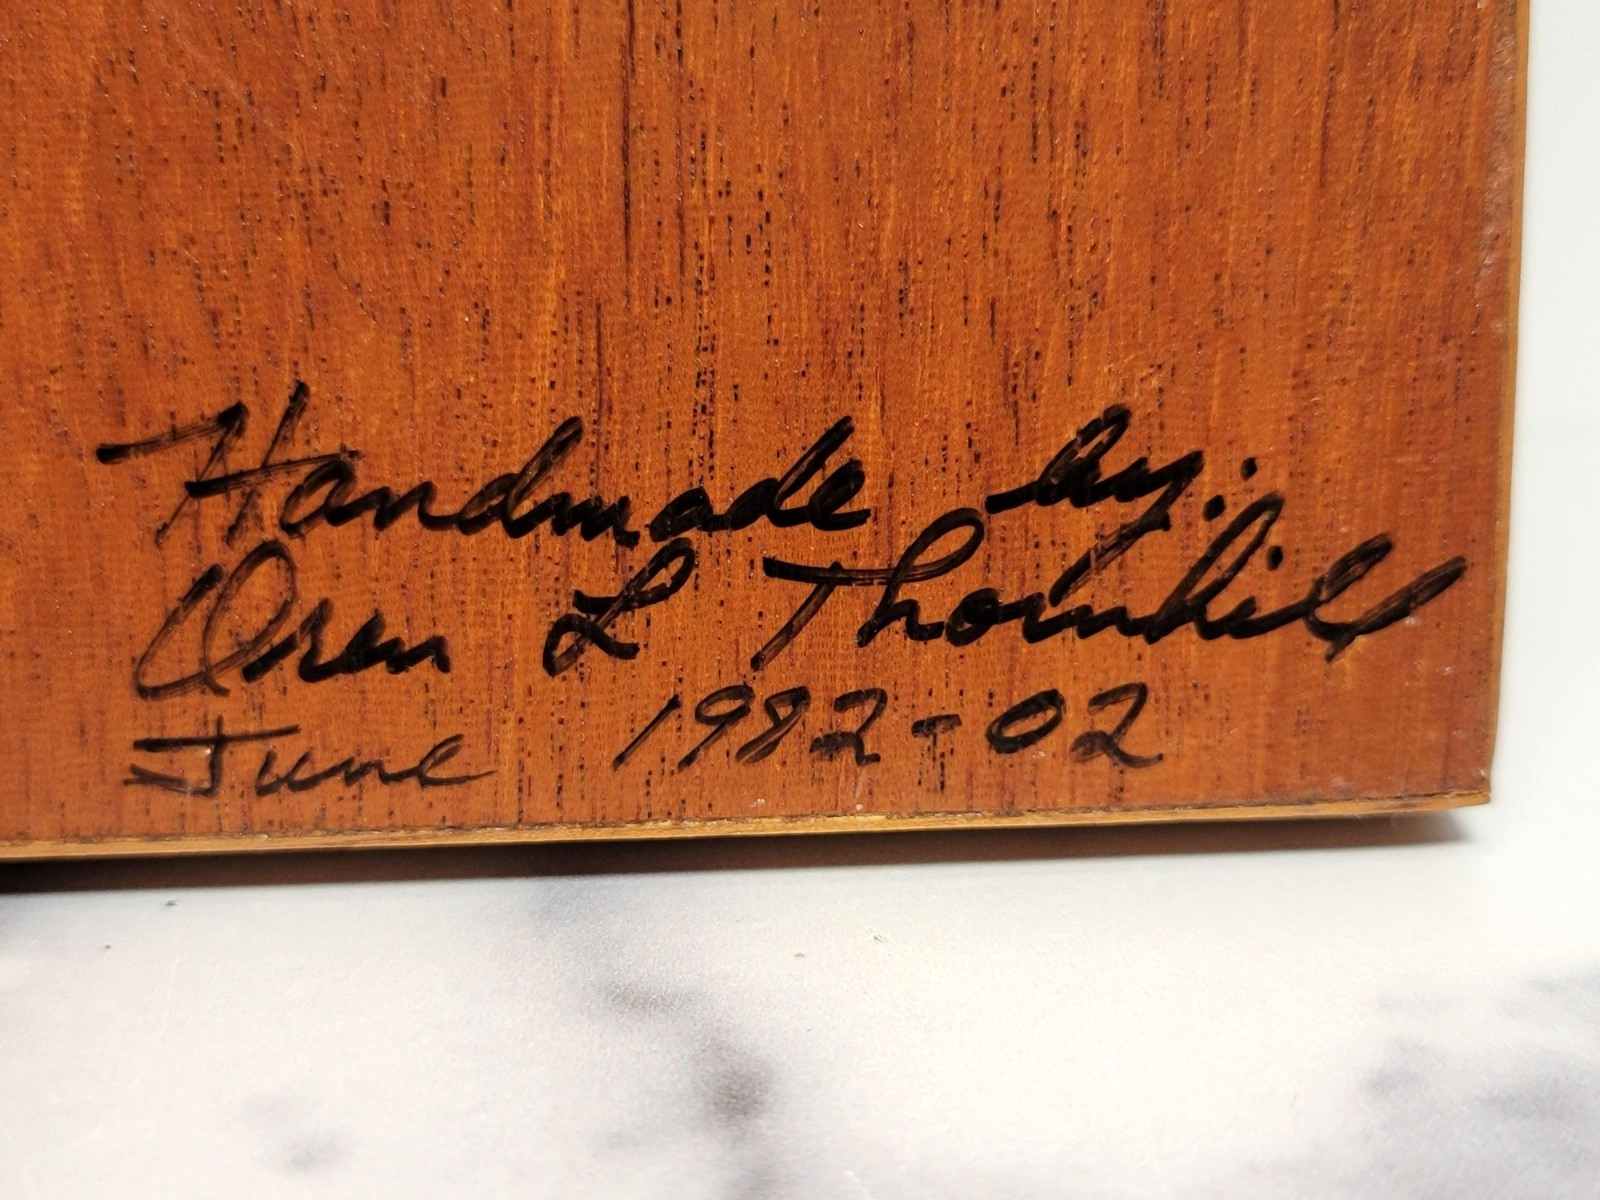 Handmade by:
Oren L Thornhill
June 1982-02